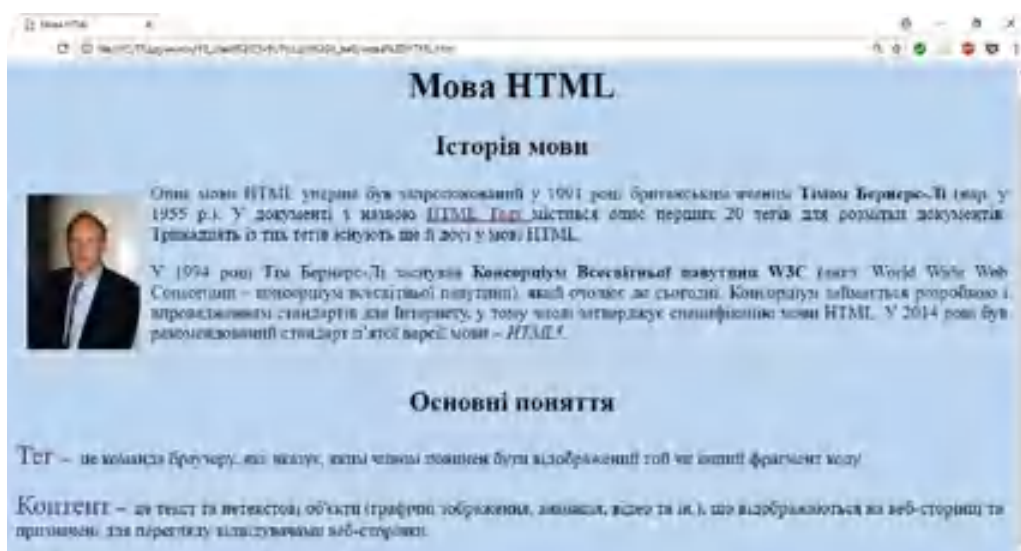 Мова HTML
Мова HTML
Історія мови
Опис мови HTML уперше був запропонований у 1991 році британським вченим Тімом Бернерс-Лі (нар. у
1955 р.). У документі з назвою HTML Теги містився опис перших 20 тегів для розмітки документів.
Тринадцять із тих тегів існують ще й досі у мові HTML.
У 1994 році Тім Бернерс-Лі заснував Консорціум Всесвітньої павутини W3C (англ. World Wide Web
Consortium – консорціум всесвітньої павутини), який очолює до сьогодні. Консорціум займається розробкою і
впровадженням стандартів для Інтернету, у тому числі затверджує специфікацію мови HTML. У 2014 році був
рекомендований стандарт п'ятої версії мови – HTML
Основні поняття
Тег – це команда браузеру, яка вказує, яким чином повинен бути відображений той чи інший фрагмент коду.
Контент – це текст та нетекстові об'єкти (графічні зображення, анімація, відео та ін.), що відображаються на веб-сторінці та
призначені для перегляду відвідувачами веб-сторінки.